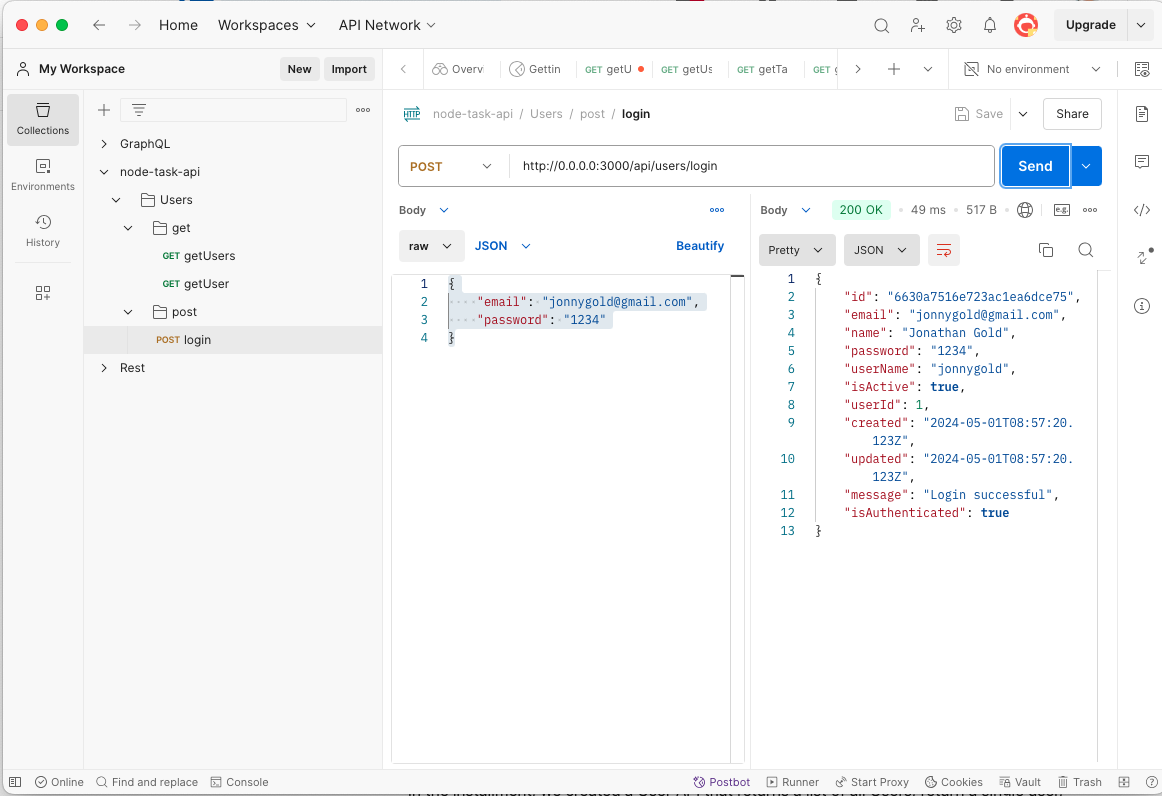 Home Workspaces API Network Upgrade
My Workspace New Import
Overvi Gettin GET getU GET getUs GET getTa GET No environment
Collections
Environments
History
GraphQL
node-task-api
Users
get
GET getUsers
GET getUser
post
POST login
Rest
HTTP node-task-api / Users / post / login Save Share
POST http://0.0.0.0:3000/api/users/login Send
Body
raw JSON Beautify
1 {
2 "email": "jonnygold@gmail.com",
3 "password": "1234"
4 }
Body 200 OK • 49 ms • 517 B • e.g.
Pretty JSON
1 {
2 "id": "6630a7516e723ac1ea6dce75",
3 "email": "jonnygold@gmail.com",
4 "name": "Jonathan Gold",
5 "password": "1234",
6 "userName": "jonnygold",
7 "isActive": true,
8 "userId": 1,
9 "created": "2024-05-01T08:57:20.
123Z",
10 "updated": "2024-05-01T08:57:20.
123Z",
11 "message": "Login successful",
12 "isAuthenticated": true
13 }
Online Find and replace Console Postbot Runner Start Proxy Cookies Vault Trash